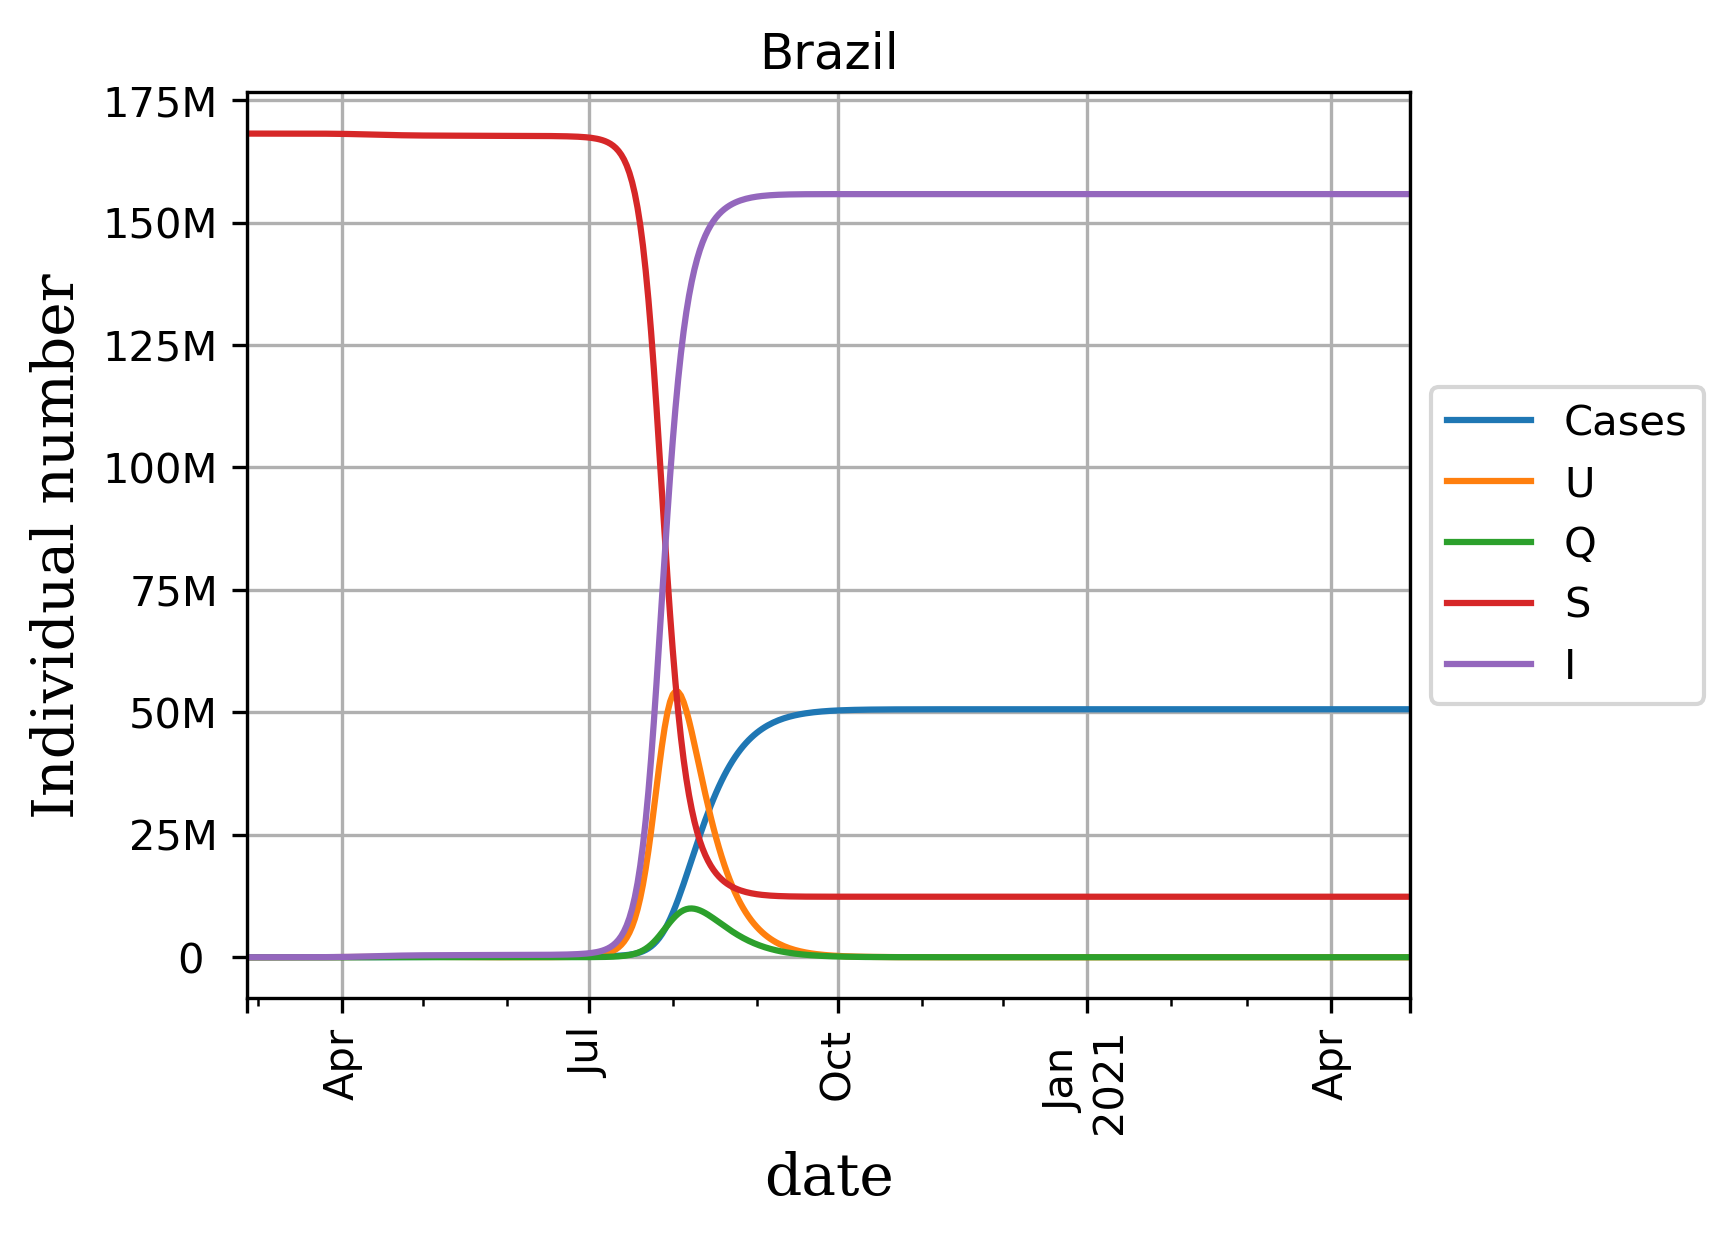 Brazil
175M
150M
125M
100M
75M
50M
25M
0
Individual number
Apr
Jul
Oct
Jan
2021
Apr
date
Cases
U
Q
S
I